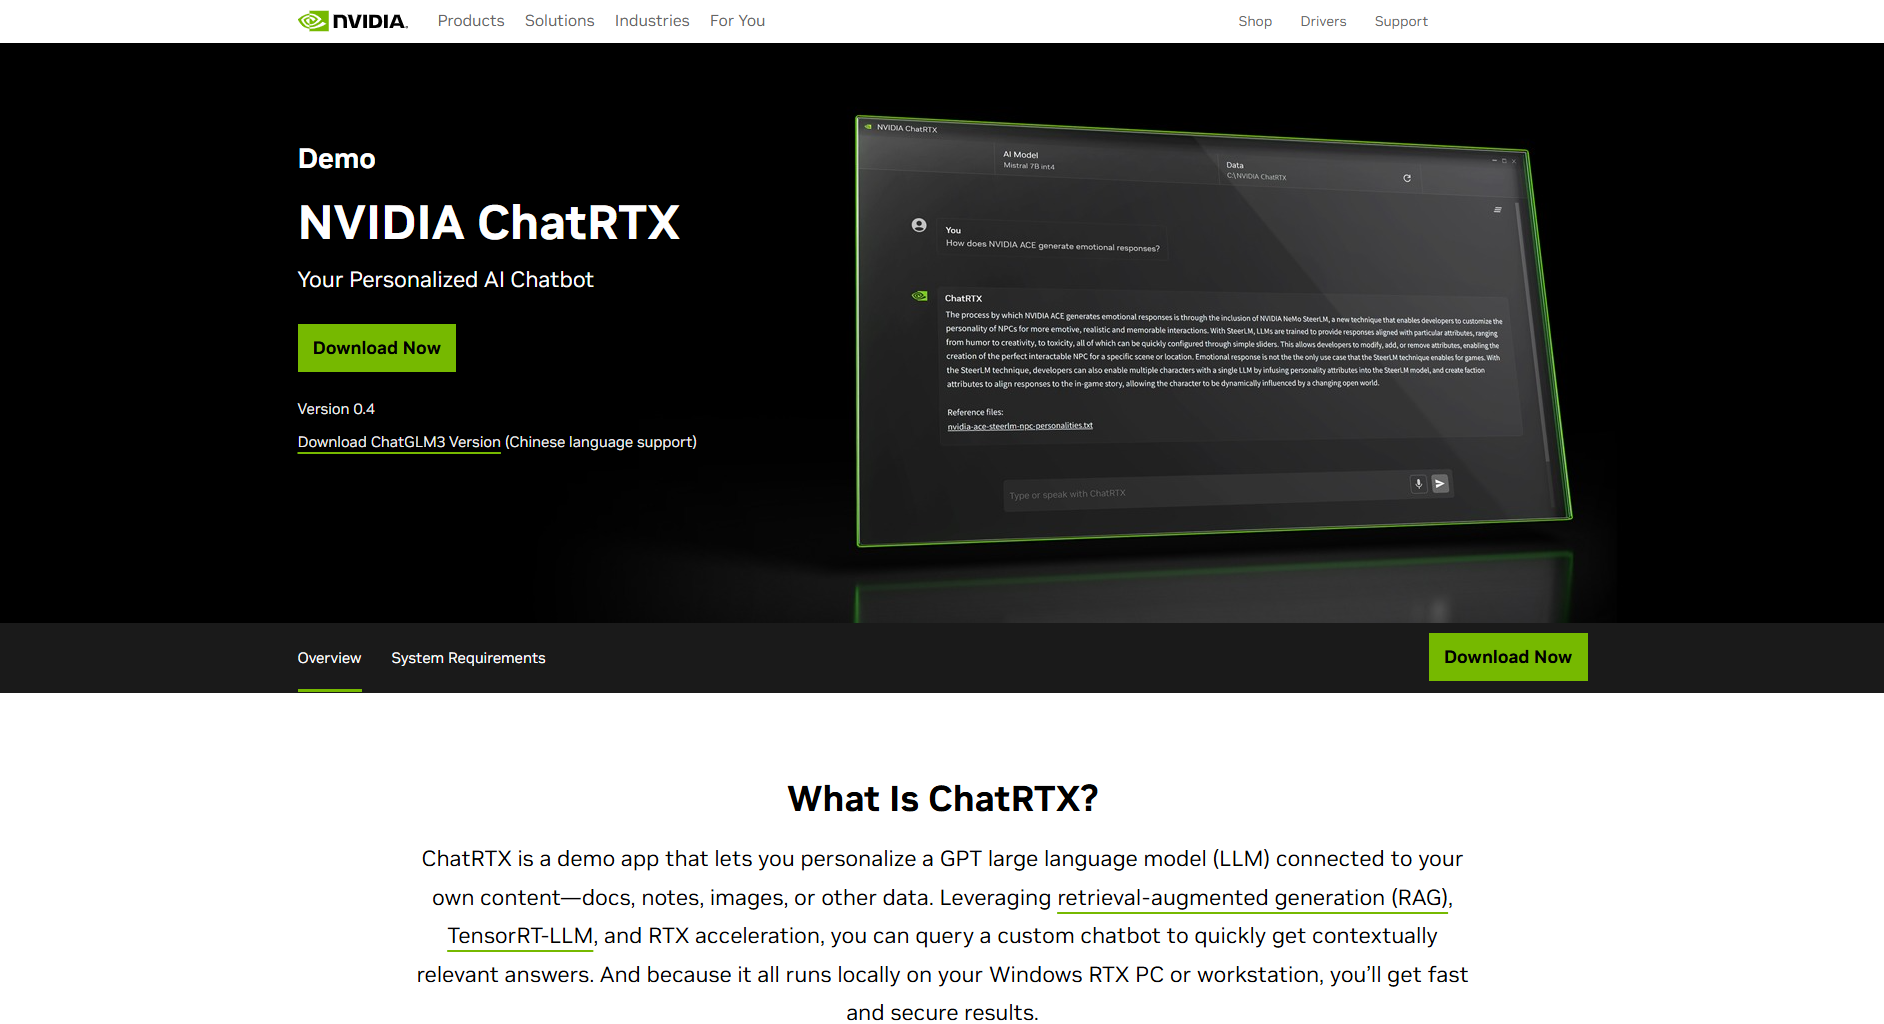 NVIDIA.
Products Solutions Industries For You
Shop Drivers Support
Demo
NVIDIA ChatRTX
Your Personalized AI Chatbot
Download Now
Version 0.4
Download ChatGLM3 Version (Chinese language support)
NVIDIA ChatRTX
AI Model
Mistral 7B int4
Data
C:\NVIDIA ChatRTX
You
How does NVIDIA ACE generate emotional responses?
ChatRTX
The process by which NVIDIA ACE generates emotional responses is through the inclusion of NVIDIA NeMo SteerLM, a new technique that enables developers to customize the
personality of NPCs for more emotive, realistic and memorable interactions. With SteerLM, LLMs are trained to provide responses aligned with particular attributes, ranging
from humor to creativity, to toxicity, all of which can be quickly configured through simple sliders. This allows developers to modify, add, or remove attributes, enabling the
creation of the perfect interactable NPC for a specific scene or location. Emotional response is not the the only use case that the SteerLM technique enables for games. With
the SteerLM technique, developers can also enable multiple characters with a single LLM by infusing personality attributes into the SteerLM model, and create faction
attributes to align responses to the in-game story, allowing the character to be dynamically influenced by a changing open world.
Reference files:
nvidia-ace-steerlm-npc-personalities.txt
Type or speak with ChatRTX
Overview System Requirements
Download Now
What Is ChatRTX?
ChatRTX is a demo app that lets you personalize a GPT large language model (LLM) connected to your
own content—docs, notes, images, or other data. Leveraging retrieval-augmented generation (RAG),
TensorRT-LLM, and RTX acceleration, you can query a custom chatbot to quickly get contextually
relevant answers. And because it all runs locally on your Windows RTX PC or workstation, you’ll get fast
and secure results.